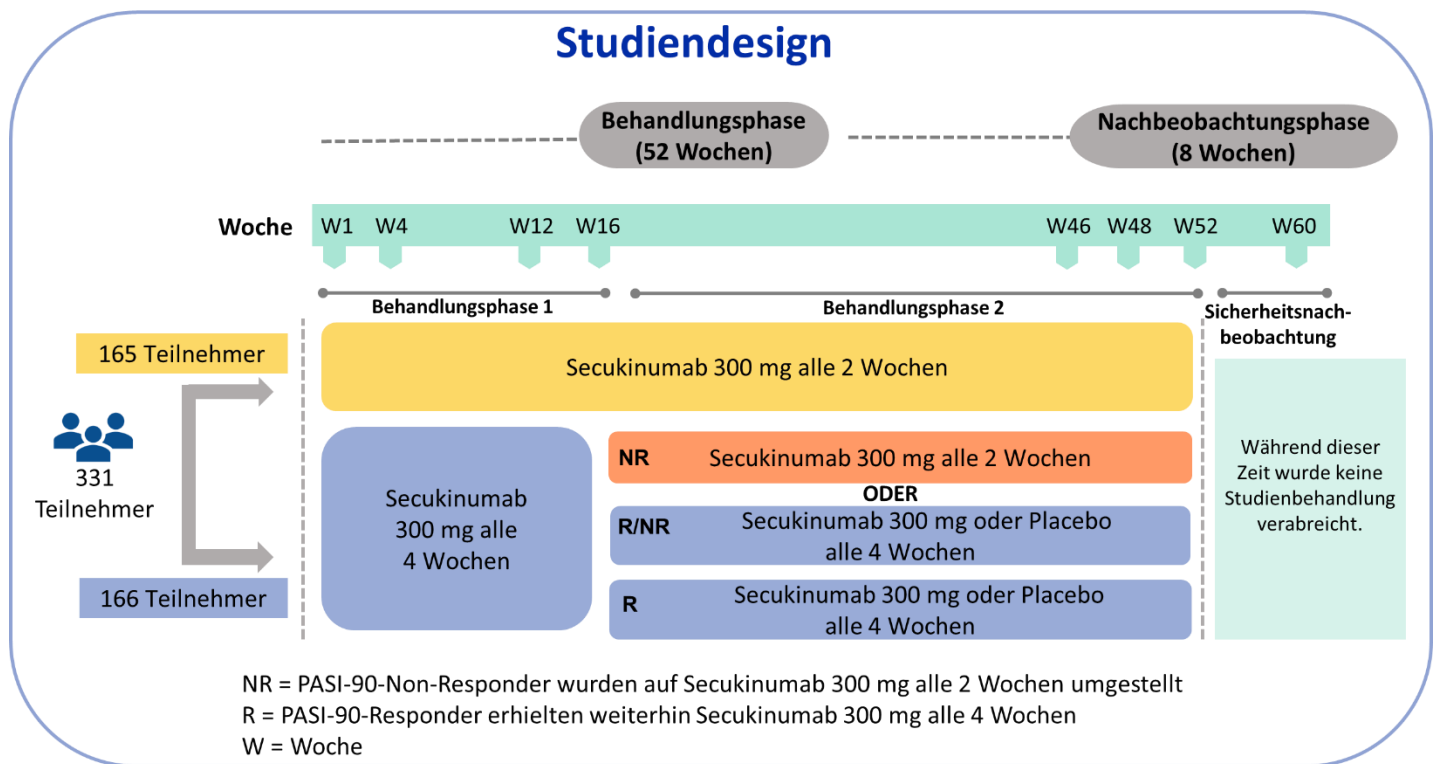 Studiendesign
Behandlungsphase
(52 Wochen)
Nachbeobachtungsphase
(8 Wochen)
Woche
W1 W4 W12 W16 W46 W48 W52 W60
Behandlungsphase 1
Behandlungsphase 2
Sicherheitsnach-
beobachtung
165 Teilnehmer
Secukinumab 300 mg alle 2 Wochen
331
Teilnehmer
166 Teilnehmer
Secukinumab
300 mg alle
4 Wochen
NR Secukinumab 300 mg alle 2 Wochen
ODER
R/NR Secukinumab 300 mg oder Placebo
alle 4 Wochen
R Secukinumab 300 mg oder Placebo
alle 4 Wochen
Während dieser
Zeit wurde keine
Studienbehandlung
verabreicht.
NR = PASI-90-Non-Responder wurden auf Secukinumab 300 mg alle 2 Wochen umgestellt
R = PASI-90-Responder erhielten weiterhin Secukinumab 300 mg alle 4 Wochen
W = Woche